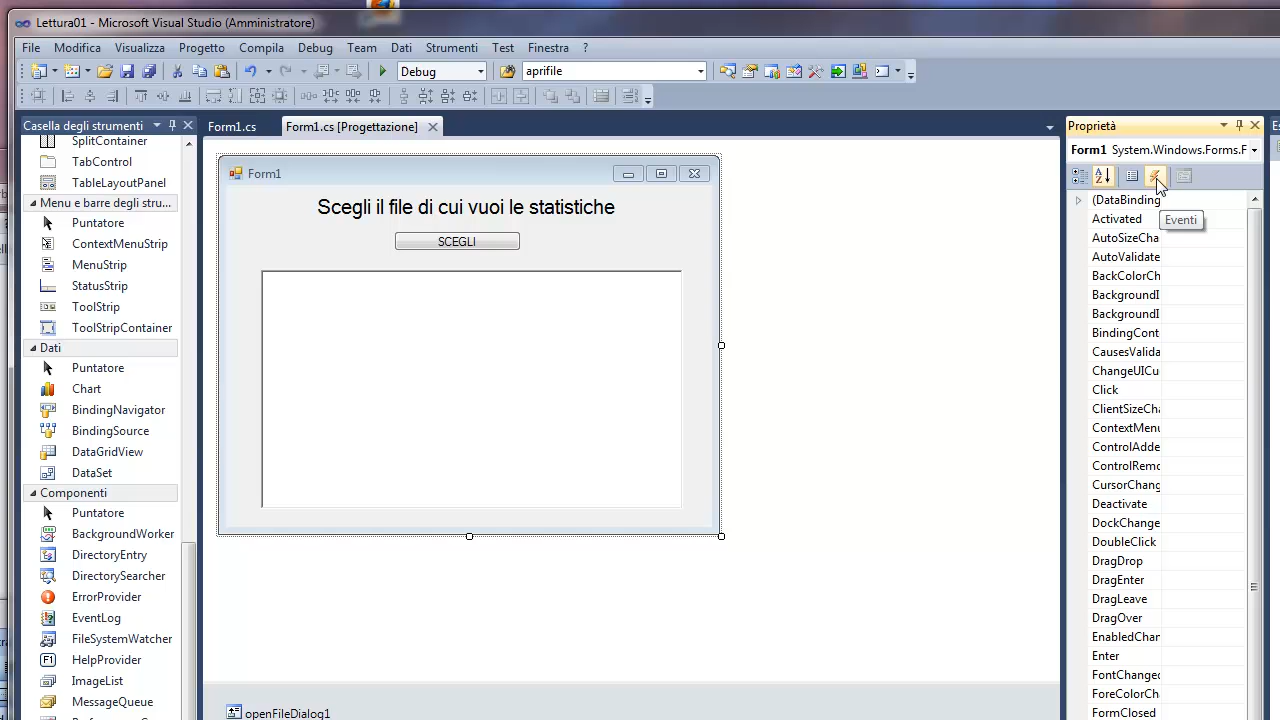 Lettura01 - Microsoft Visual Studio (Amministratore)
File Modifica Visualizza Progetto Compila Debug Team Dati Strumenti Test Finestra ?
Debug aprifile
Casella degli strumenti
Form1.cs Form1.cs [Progettazione]
Proprietà
SplitContainer
TabControl
TableLayoutPanel
Menu e barre degli stru...
Puntatore
ContextMenuStrip
MenuStrip
StatusStrip
ToolStrip
ToolStripContainer
Dati
Puntatore
Chart
BindingNavigator
BindingSource
DataGridView
DataSet
Componenti
Puntatore
BackgroundWorker
DirectoryEntry
DirectorySearcher
ErrorProvider
EventLog
FileSystemWatcher
HelpProvider
ImageList
MessageQueue
Form1
Scegli il file di cui vuoi le statistiche
SCEGLI
openFileDialog1
Form1 System.Windows.Forms.F
(DataBinding
Activated
Eventi
AutoSizeCha
AutoValidate
BackColorCh
BackgroundI
BackgroundI
BindingCont
CausesValida
ChangeUICu
Click
ClientSizeCha
ContextMenu
ControlAdde
ControlRemo
CursorChang
Deactivate
DockChange
DoubleClick
DragDrop
DragEnter
DragLeave
DragOver
EnabledChan
Enter
FontChanged
ForeColorCh
FormClosed